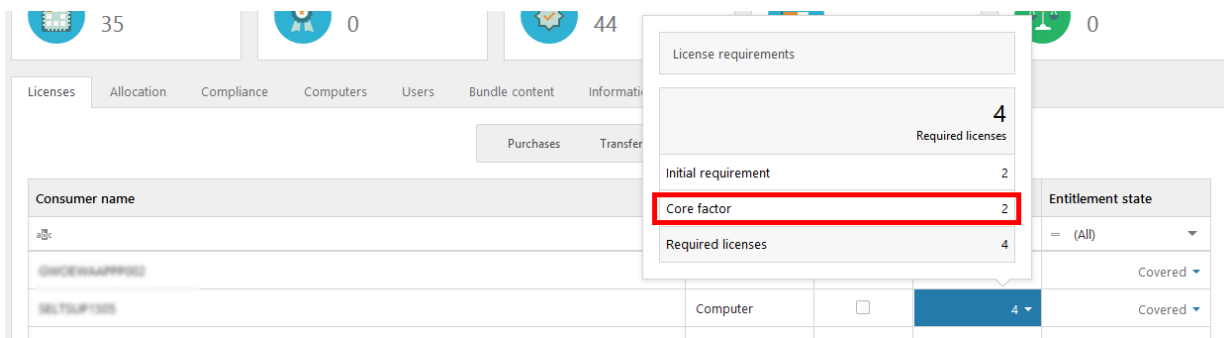 35
0
44
0
License requirements
Licenses Allocation Compliance Computers Users Bundle content
4
Required licenses
Purchases
Initial requirement 2
Consumer name
Core factor 2
Entitlement state
Required licenses 4
= (All)
Covered
SELTSUP1505 Computer 4 Covered